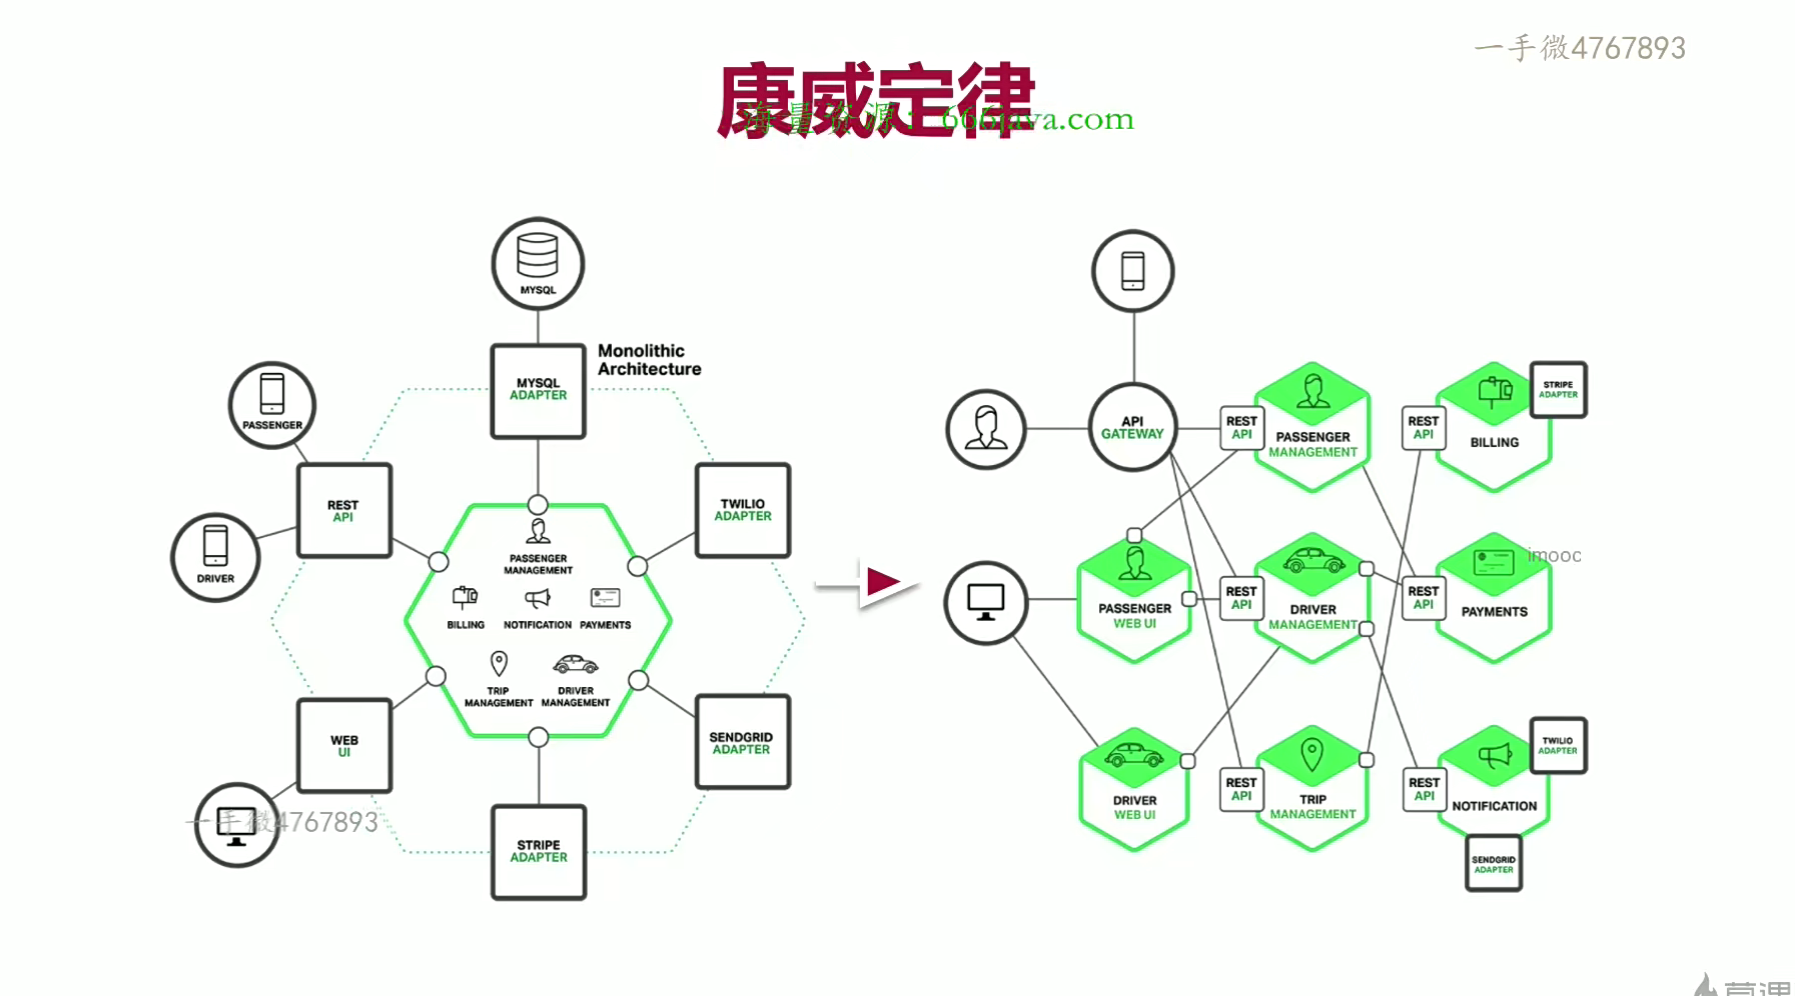 一手微4767893
康威定律
海量资源：666java.com
MYSQL
Monolithic
Architecture
MYSQL
ADAPTER
PASSENGER
REST
API
TWILIO
ADAPTER
DRIVER
PASSENGER
MANAGEMENT
BILLING
NOTIFICATION
PAYMENTS
TRIP
MANAGEMENT
DRIVER
MANAGEMENT
WEB
UI
SENDGRID
ADAPTER
一手微4767893
STRIPE
ADAPTER
API
GATEWAY
REST
API
PASSENGER
MANAGEMENT
REST
API
BILLING
STRIPE
ADAPTER
PASSENGER
WEB UI
REST
API
DRIVER
MANAGEMENT
REST
API
PAYMENTS
imooc
DRIVER
WEB UI
REST
API
TRIP
MANAGEMENT
REST
API
NOTIFICATION
TWILIO
ADAPTER
SENDGRID
ADAPTER